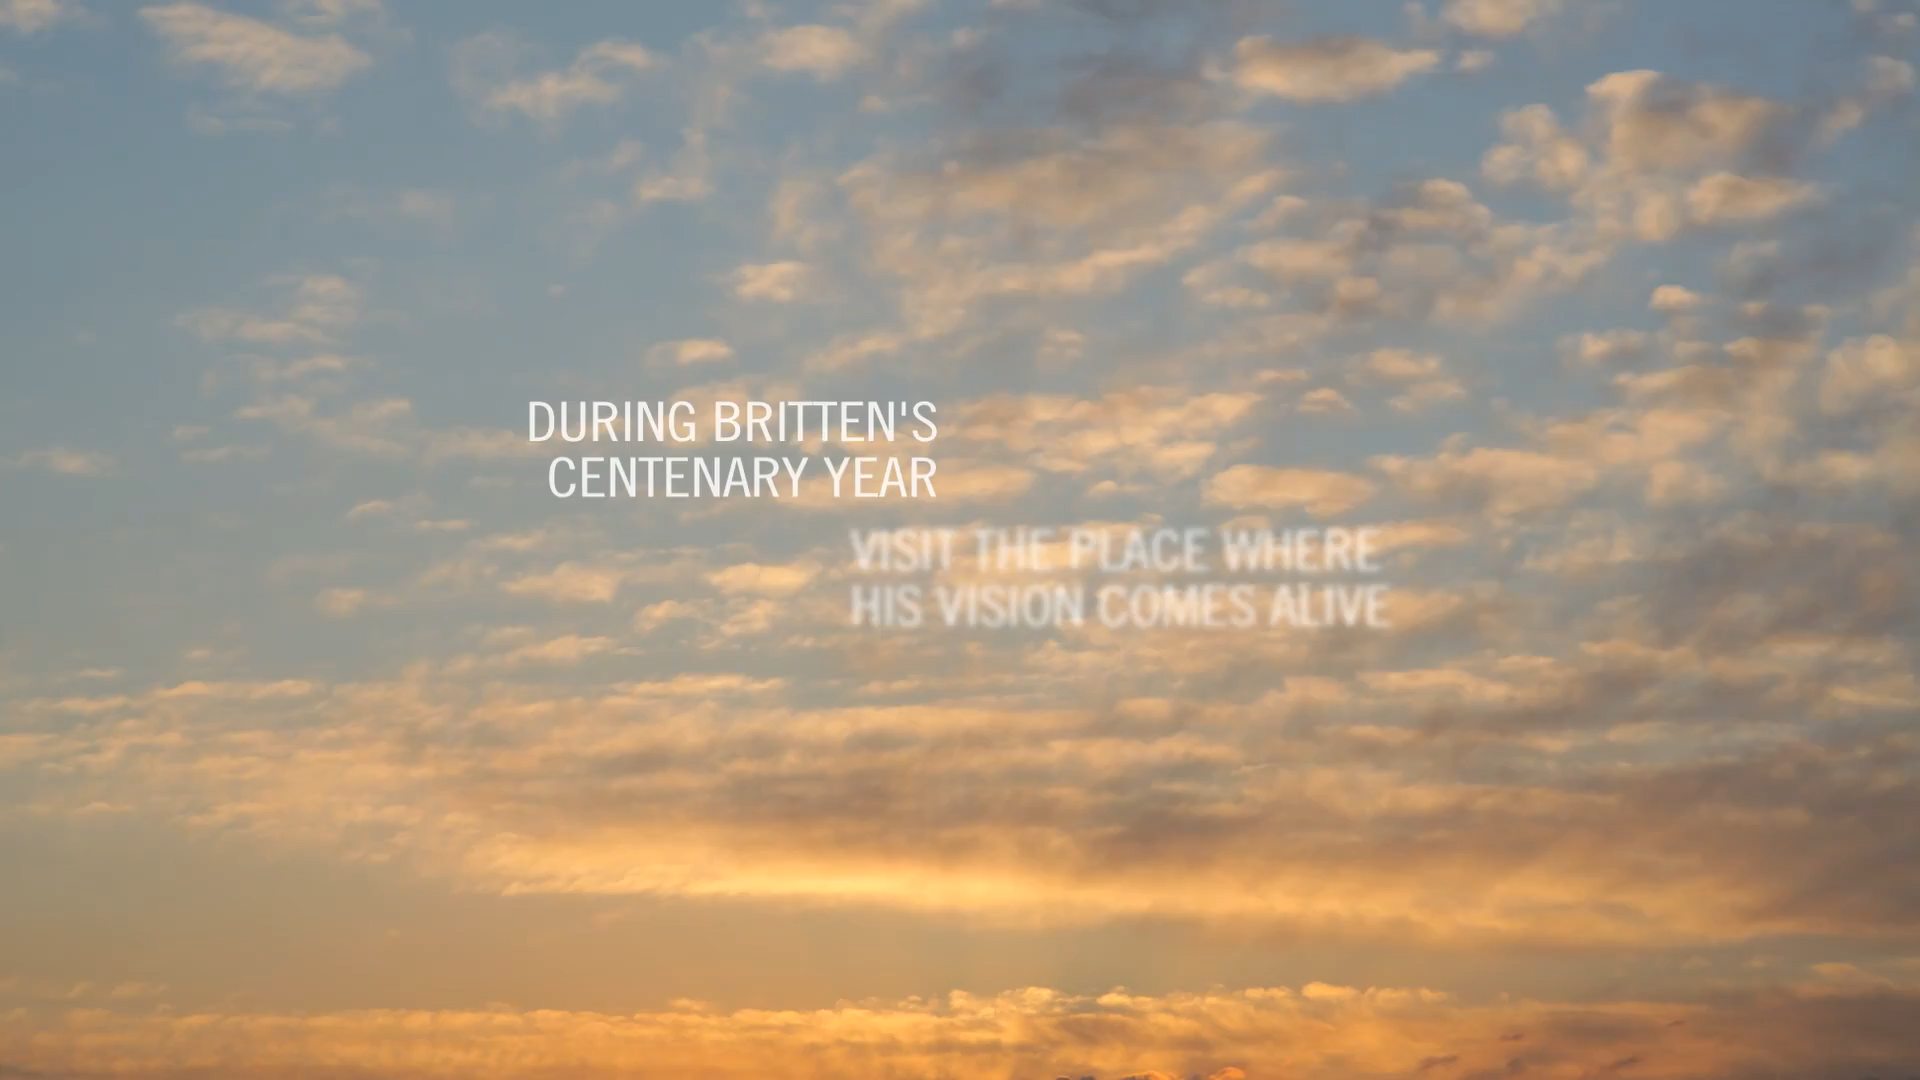 DURING BRITTEN'S
CENTENARY YEAR
VISIT THE PLACE WHERE
HIS VISION COMES ALIVE